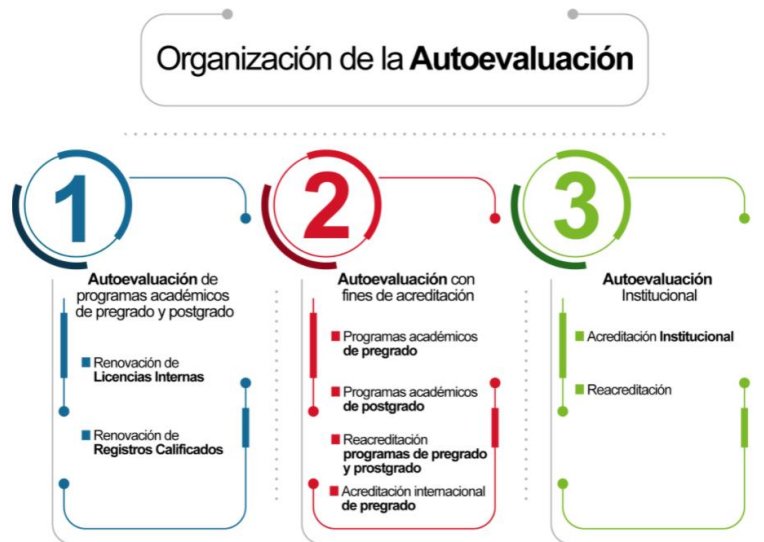 Organización de la Autoevaluación
1
Autoevaluación de
programas académicos
de pregrado y postgrado
Renovación de
Licencias Internas
Renovación de
Registros Calificados
2
Autoevaluación con
fines de acreditación
Programas académicos
de pregrado
Programas académicos
de postgrado
Reacreditación
programas de pregrado
y prostgrado
Acreditación internacional
de pregrado
3
Autoevaluación
Institucional
Acreditación Institucional
Reacreditación